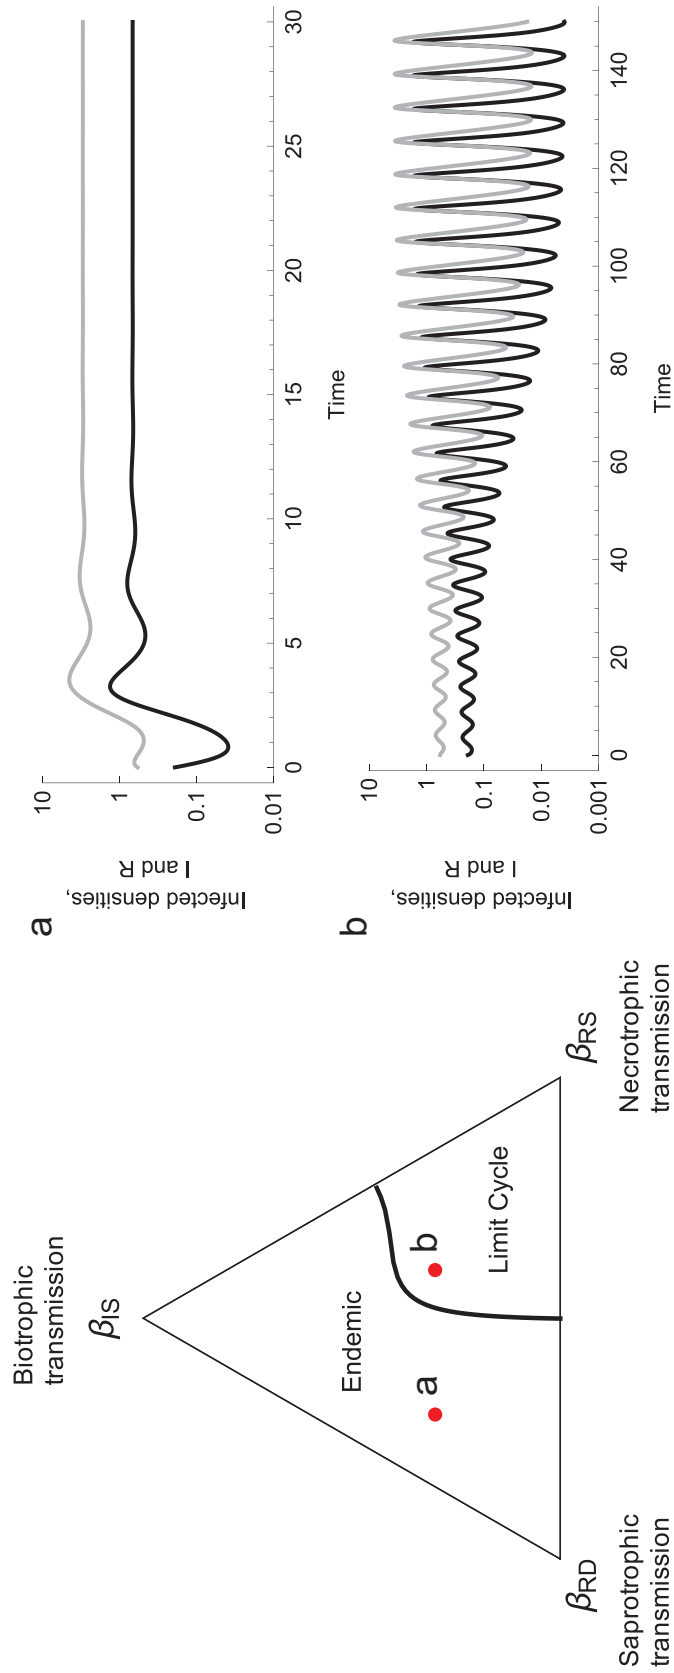 Biotrophic
transmission
βIS
Endemic
a
b
Limit Cycle
βRD
Saprotrophic
transmission
βRS
Necrotrophic
transmission
a
Infected densities,
I and R
10
1
0.1
0.01
0
5
10
15
20
25
30
Time
b
Infected densities,
I and R
10
1
0.1
0.01
0.001
0
20
40
60
80
100
120
140
Time